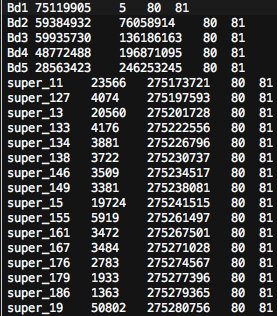 Bd1 75119905 5 80 81
Bd2 59384932 76058914 80 81
Bd3 59935730 136186163 80 81
Bd4 48772488 196871095 80 81
Bd5 28563423 246253245 80 81
super_11 23566 275173721 80 81
super_127 4074 275197593 80 81
super_13 20560 275201728 80 81
super_133 4176 275222556 80 81
super_134 3881 275226796 80 81
super_138 3722 275230737 80 81
super_146 3509 275234517 80 81
super_149 3381 275238081 80 81
super_15 19724 275241515 80 81
super_155 5919 275261497 80 81
super_161 3472 275267501 80 81
super_167 3484 275271028 80 81
super_176 2783 275274567 80 81
super_179 1933 275277396 80 81
super_186 1363 275279365 80 81
super_19 50802 275280756 80 81